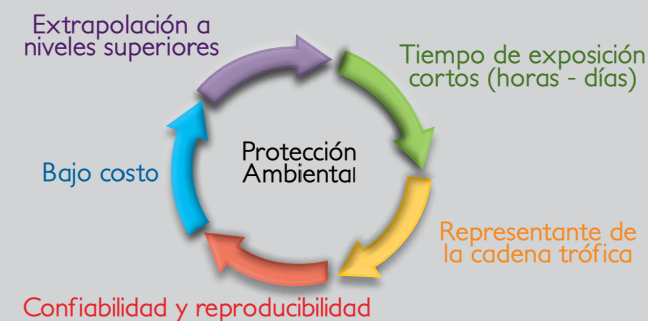 Extrapolación a
niveles superiores
Tiempo de exposición
cortos (horas - días)
Protección
Ambiental
Bajo costo
Representante de
la cadena trófica
Confiabilidad y reproducibilidad